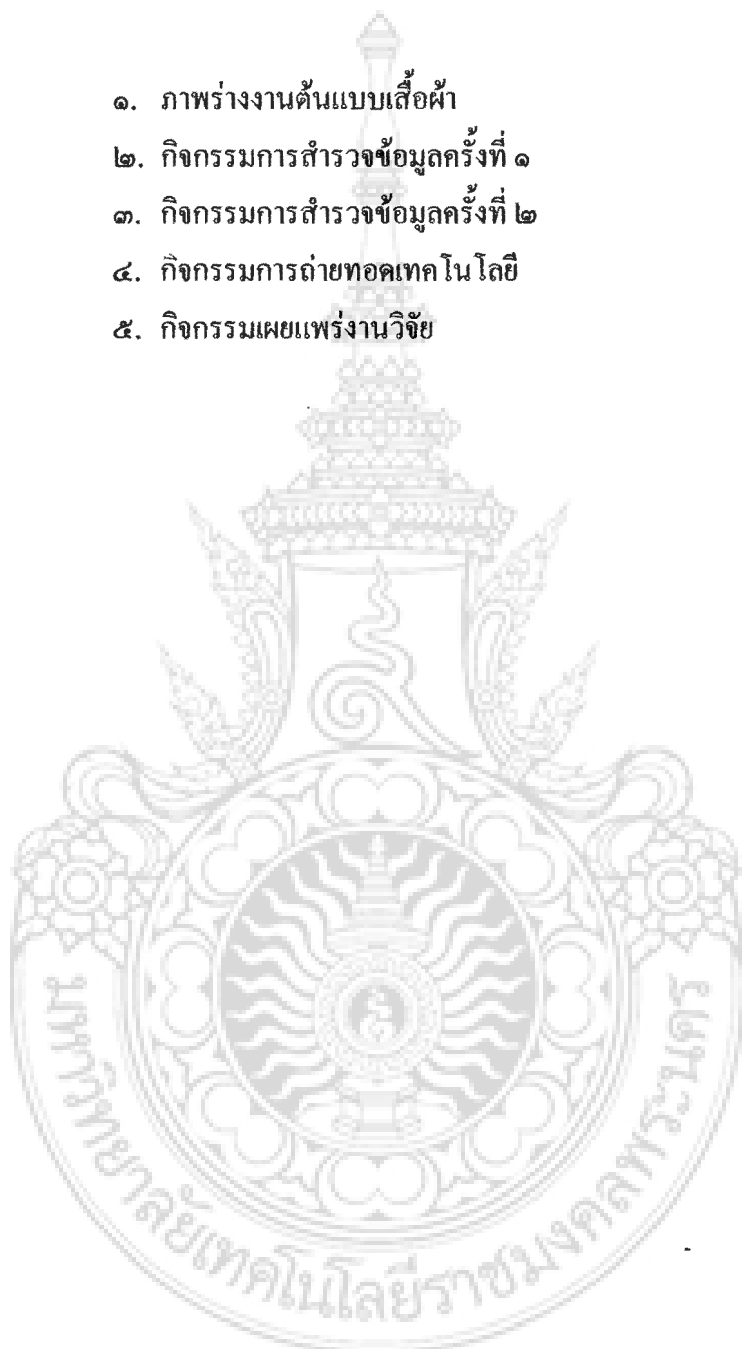 ๑. ภาพร่างงานต้นแบบเสื้อผ้า
๒. กิจกรรมการสำรวจข้อมูลครั้งที่ ๑
๓. กิจกรรมการสำรวจข้อมูลครั้งที่ ๒
๔. กิจกรรมการถ่ายทอดเทคโนโลยี
๕. กิจกรรมเผยแพร่งานวิจัย
มหาวิทยาลัยเทคโนโลยีราชมงคลพระนคร